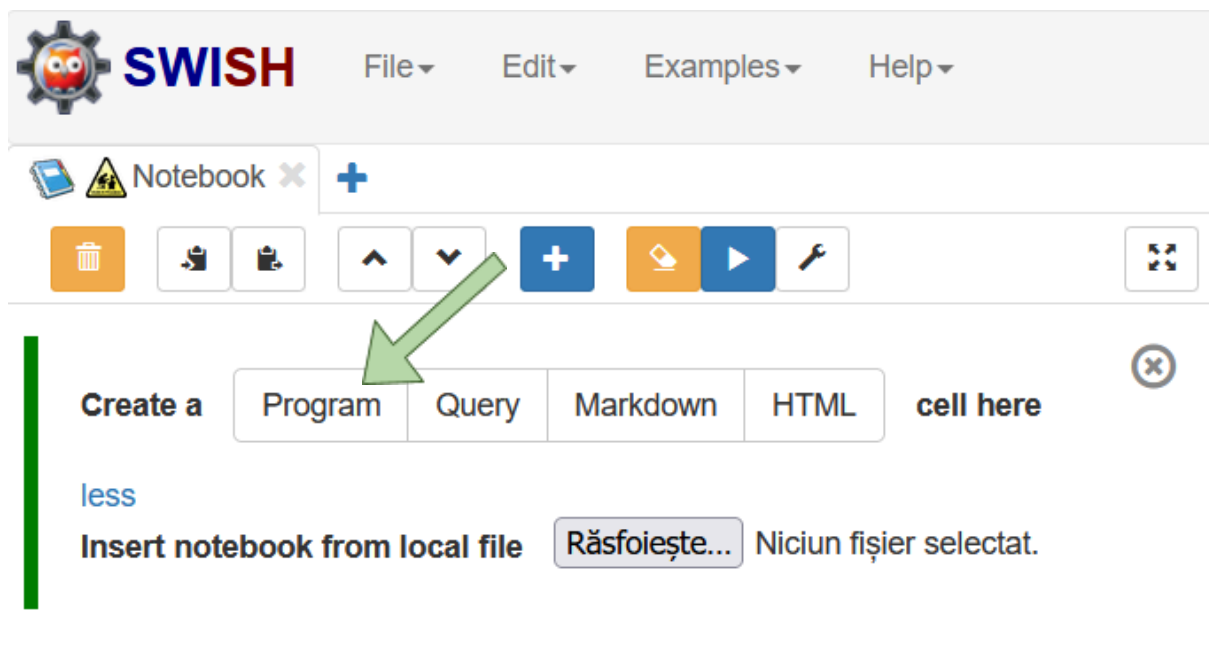 SWISH File Edit Examples Help
Notebook
Create a Program Query Markdown HTML cell here
less
Insert notebook from local file Răsfoiește... Niciun fișier selectat.